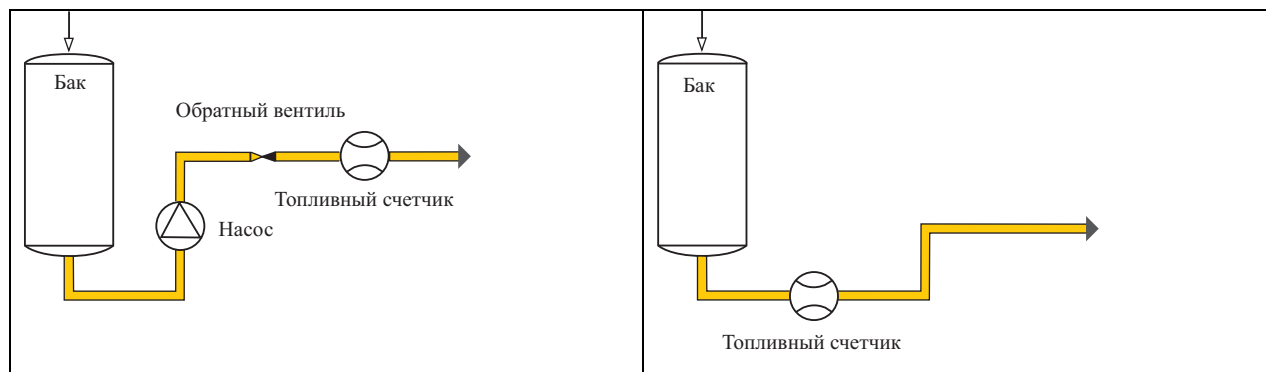 Бак
Обратный вентиль
Топливный счетчик
Насос
Бак
Топливный счетчик